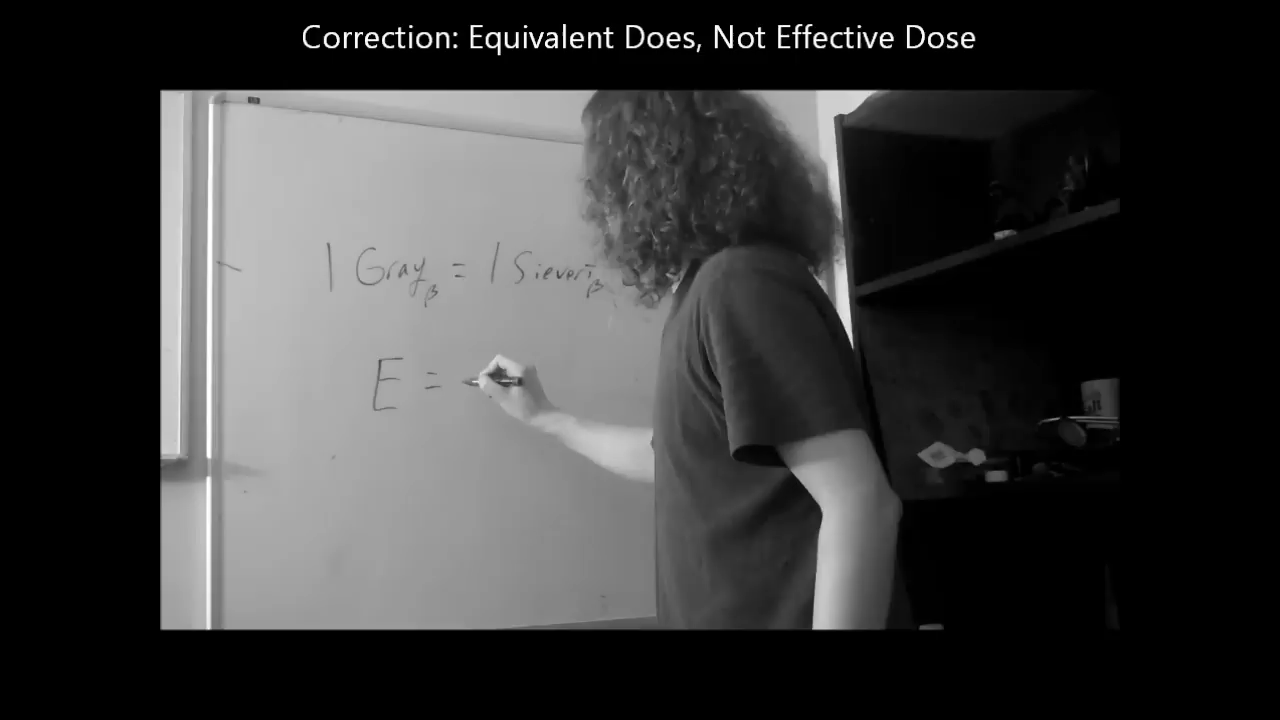 Correction: Equivalent Does, Not Effective Dose
1 Grayᵦ = 1 Sievertᵦ
E =